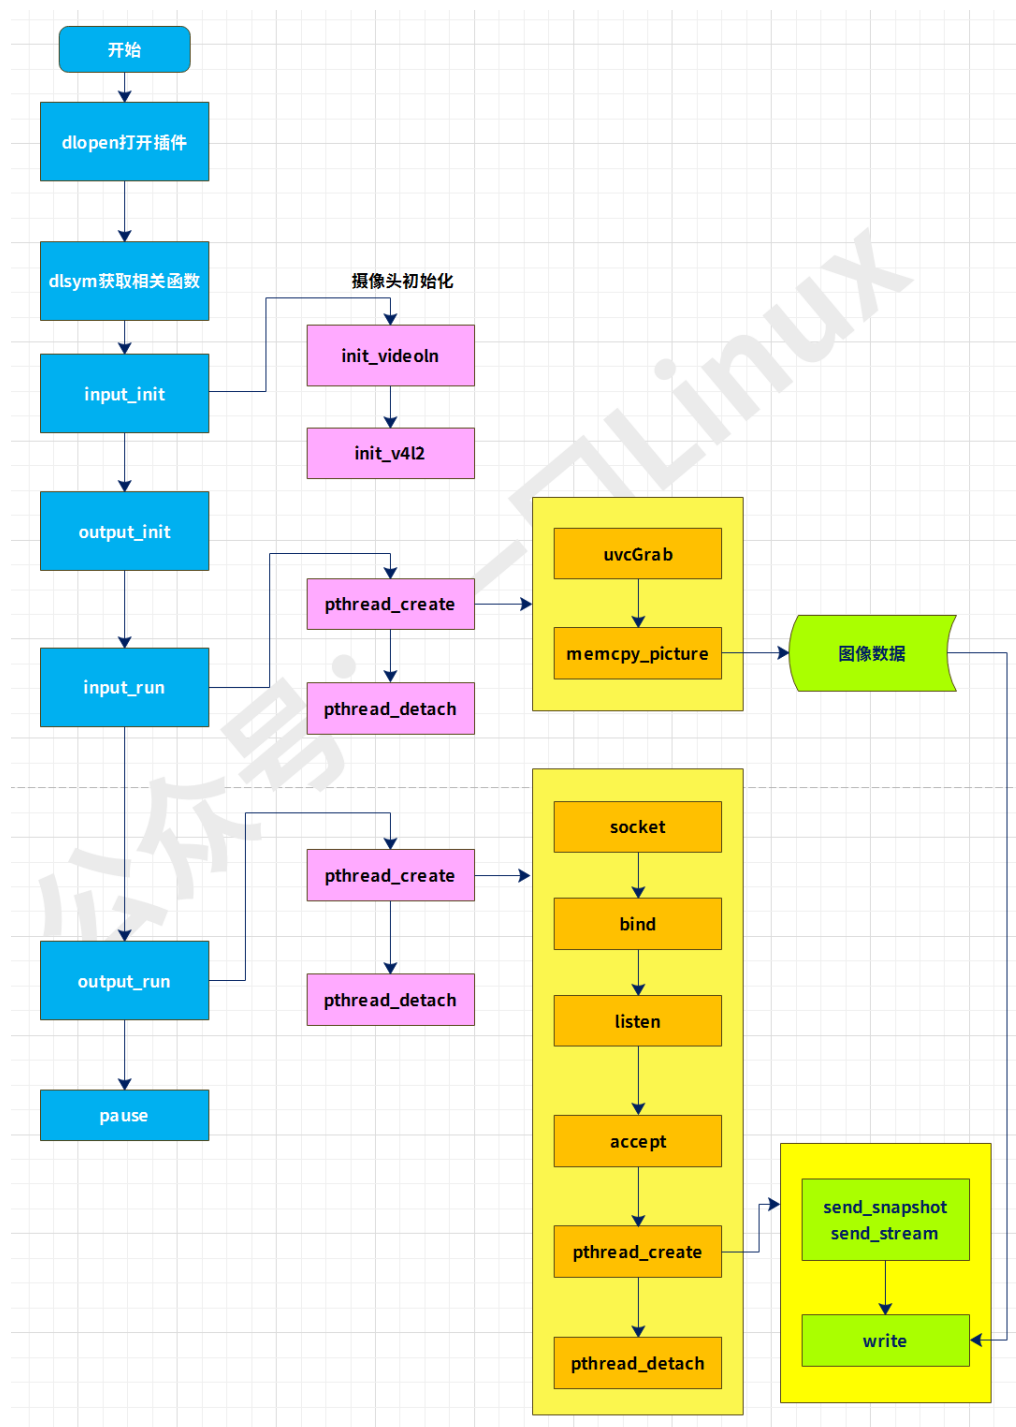 开始
dlopen打开插件
dlsym获取相关函数
摄像头初始化
init_videoln
input_init
init_v4l2
output_init
uvcGrab
pthread_create
memcpy_picture
图像数据
input_run
pthread_detach
socket
pthread_create
bind
output_run
pthread_detach
listen
pause
accept
send_snapshot
send_stream
pthread_create
write
pthread_detach
公众号:一口Linux